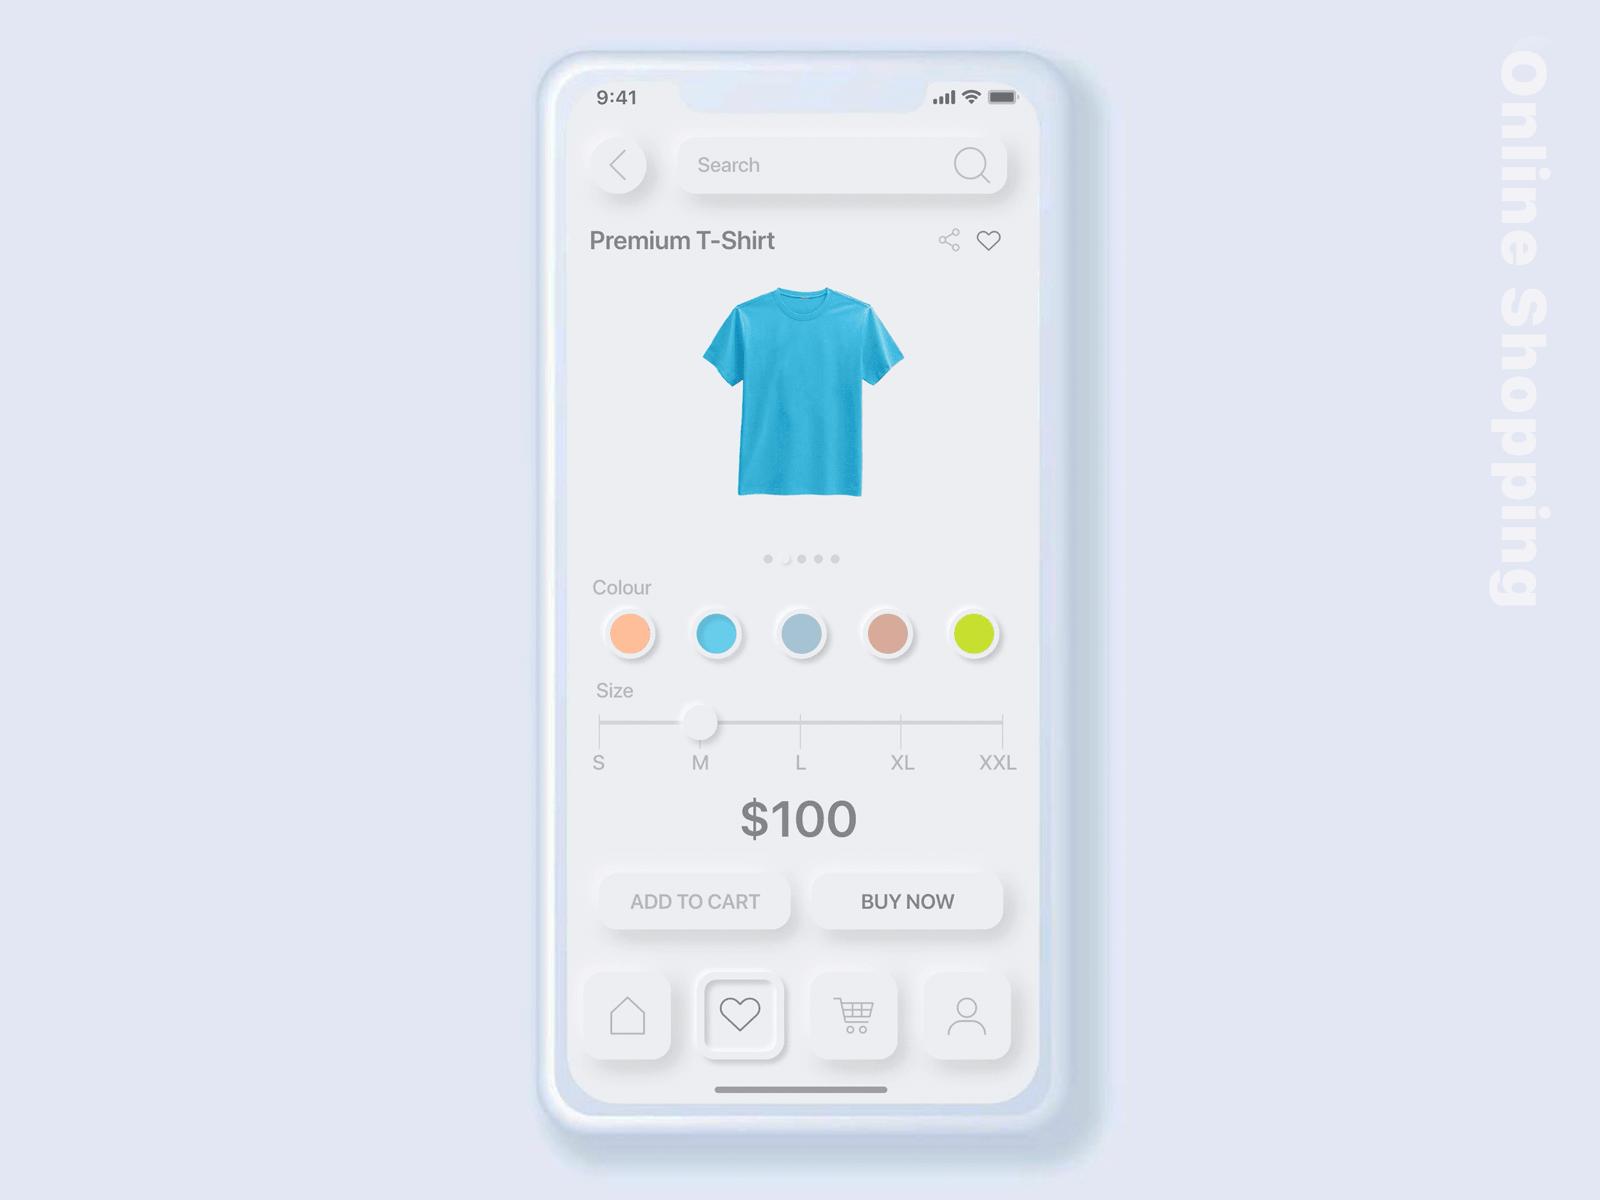 9:41
Search
Premium T-Shirt
Colour
Size
S M L XL XXL
$100
ADD TO CART BUY NOW
Online Shopping